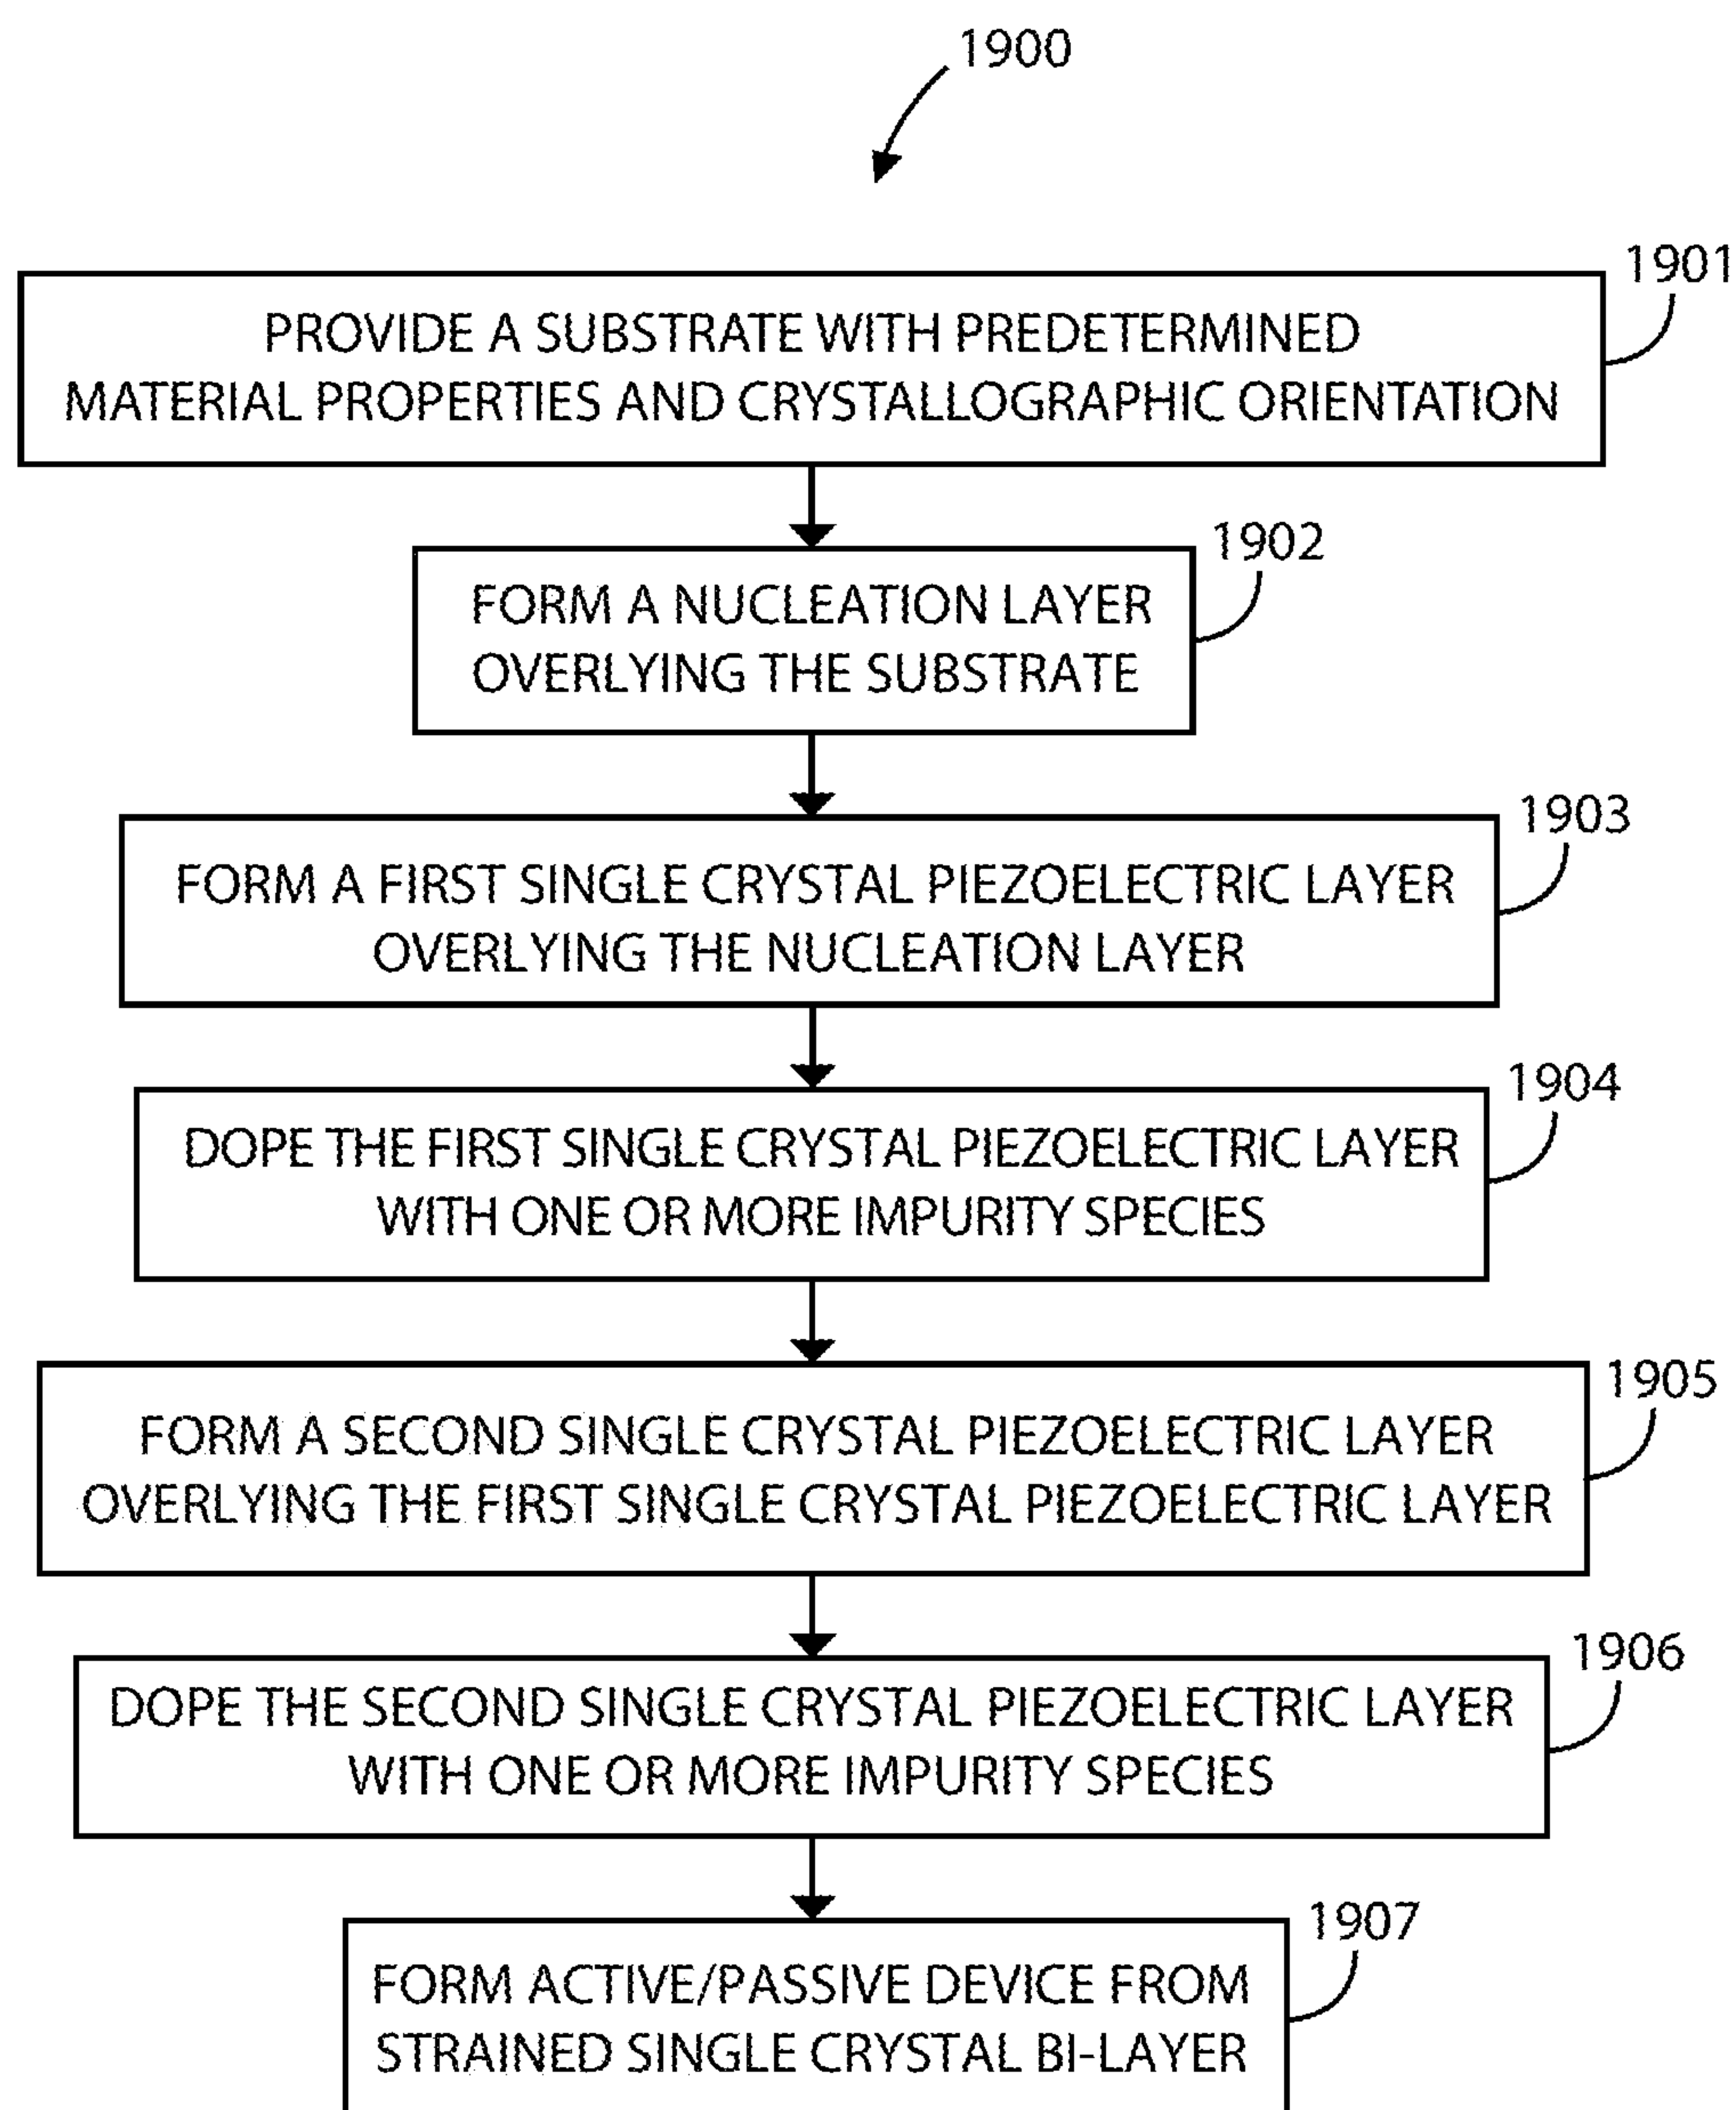 1900
1901
PROVIDE A SUBSTRATE WITH PREDETERMINED
MATERIAL PROPERTIES AND CRYSTALLOGRAPHIC ORIENTATION
1902
FORM A NUCLEATION LAYER
OVERLYING THE SUBSTRATE
1903
FORM A FIRST SINGLE CRYSTAL PIEZOELECTRIC LAYER
OVERLYING THE NUCLEATION LAYER
1904
DOPE THE FIRST SINGLE CRYSTAL PIEZOELECTRIC LAYER
WITH ONE OR MORE IMPURITY SPECIES
1905
FORM A SECOND SINGLE CRYSTAL PIEZOELECTRIC LAYER
OVERLYING THE FIRST SINGLE CRYSTAL PIEZOELECTRIC LAYER
1906
DOPE THE SECOND SINGLE CRYSTAL PIEZOELECTRIC LAYER
WITH ONE OR MORE IMPURITY SPECIES
1907
FORM ACTIVE/PASSIVE DEVICE FROM
STRAINED SINGLE CRYSTAL BI-LAYER